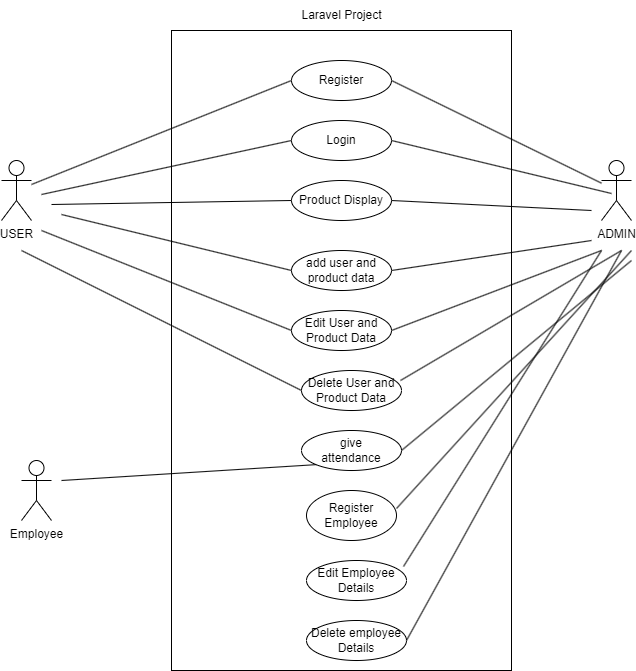 Laravel Project
Register
Login
Product Display
USER
ADMIN
add user and
product data
Edit User and
Product Data
Delete User and
Product Data
give
attendance
Employee
Register
Employee
Edit Employee
Details
Delete employee
Details